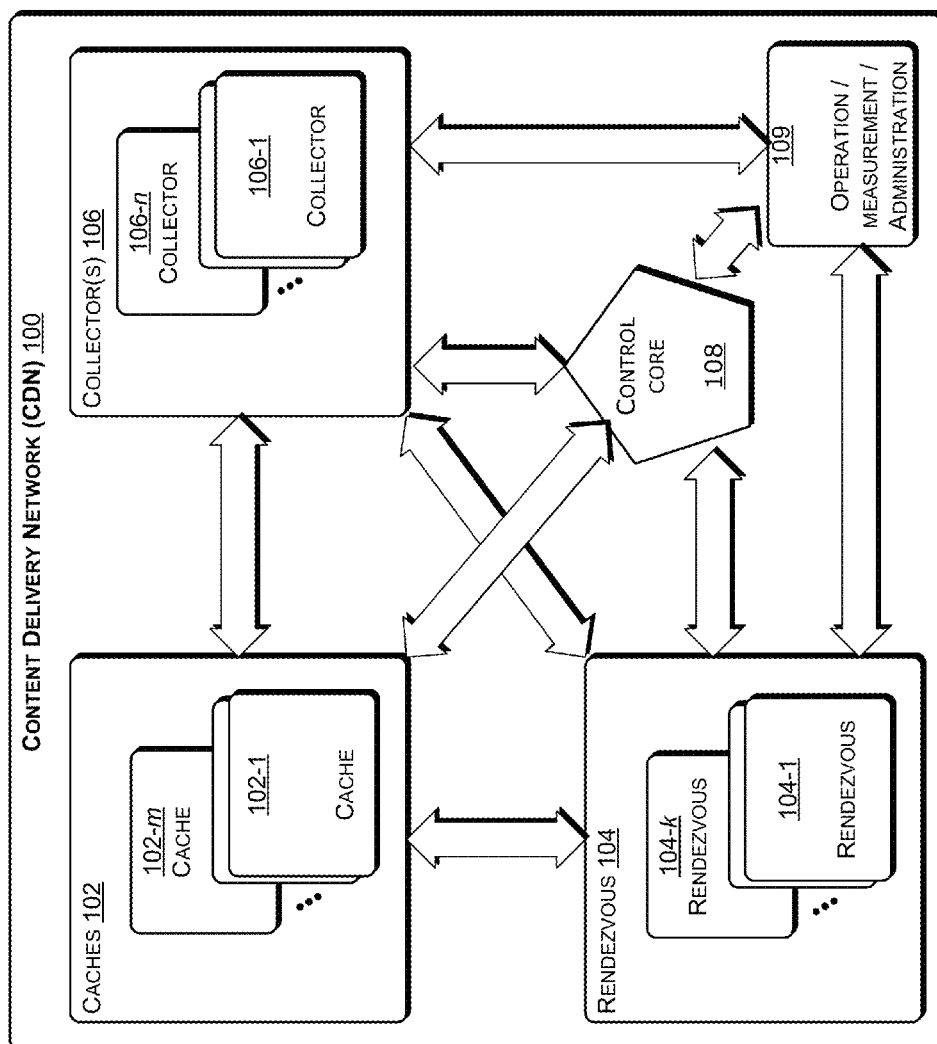 CONTENT DELIVERY NETWORK (CDN) 100
CACHES 102
102-m
CACHE
102-1
CACHE
...
COLLECTOR(S) 106
106-n
COLLECTOR
106-1
COLLECTOR
...
RENDEZVOUS 104
104-k
RENDEZVOUS
104-1
RENDEZVOUS
...
CONTROL
CORE
108
109
OPERATION /
MEASUREMENT /
ADMINISTRATION